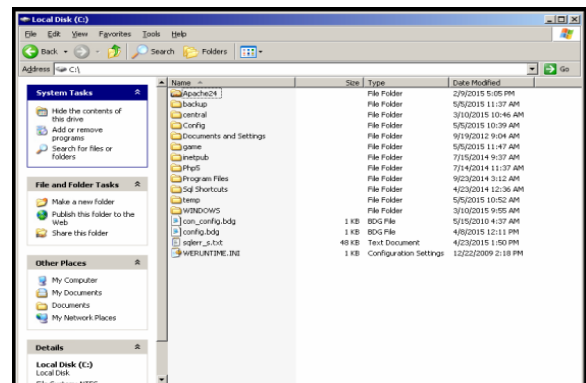 Local Disk (C:)
File Edit View Favorites Tools Help
Back Search Folders
Address C:\ Go
System Tasks
Hide the contents of
this drive
Add or remove
programs
Search for files or
folders
File and Folder Tasks
Make a new folder
Publish this folder to the
Web
Share this folder
Other Places
My Computer
My Documents
Documents
My Network Places
Details
Local Disk (C:)
Local Disk
Name Size Type Date Modified
Apache24 File Folder 2/9/2015 5:05 PM
backup File Folder 5/5/2015 11:37 AM
central File Folder 3/10/2015 10:46 AM
Config File Folder 5/5/2015 10:39 AM
Documents and Settings File Folder 9/19/2012 9:04 AM
game File Folder 5/5/2015 11:47 AM
inetpub File Folder 7/15/2014 9:37 AM
Php5 File Folder 7/14/2014 11:37 AM
Program Files File Folder 9/23/2014 3:12 AM
Sql Shortcuts File Folder 4/23/2014 12:36 AM
temp File Folder 5/5/2015 10:52 AM
WINDOWS File Folder 3/10/2015 9:55 AM
con_config.bdg 1 KB BDG File 5/15/2010 4:37 AM
config.bdg 1 KB BDG File 4/8/2015 12:11 PM
sqlerr_s.txt 48 KB Text Document 4/23/2015 1:50 PM
WERUNTIME.INI 1 KB Configuration Settings 12/22/2009 2:18 PM